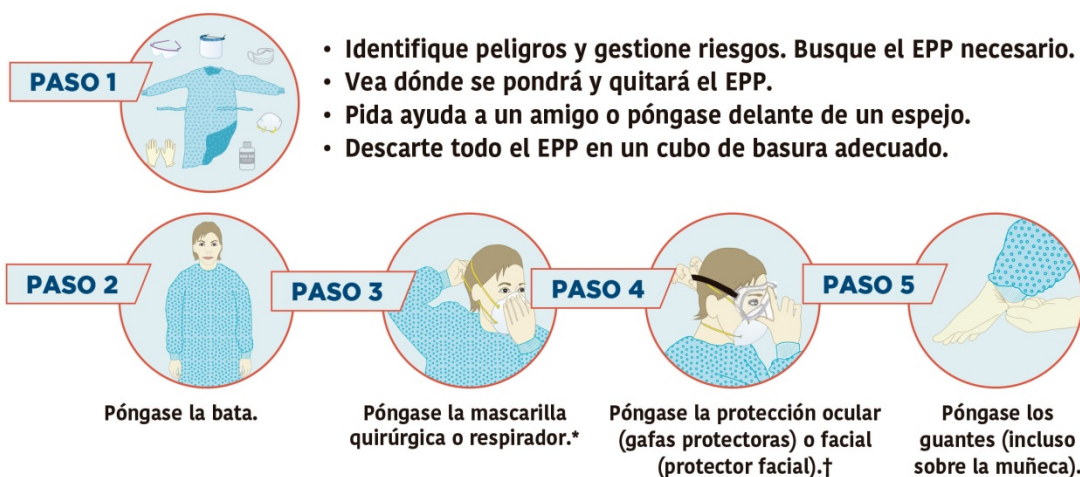 PASO 1
• Identifique peligros y gestione riesgos. Busque el EPP necesario.
• Vea dónde se pondrá y quitará el EPP.
• Pida ayuda a un amigo o póngase delante de un espejo.
• Descarte todo el EPP en un cubo de basura adecuado.
PASO 2
Póngase la bata.
PASO 3
Póngase la mascarilla
quirúrgica o respirador.*
PASO 4
Póngase la protección ocular
(gafas protectoras) o facial
(protector facial).†
PASO 5
Póngase los
guantes (incluso
sobre la muñeca).